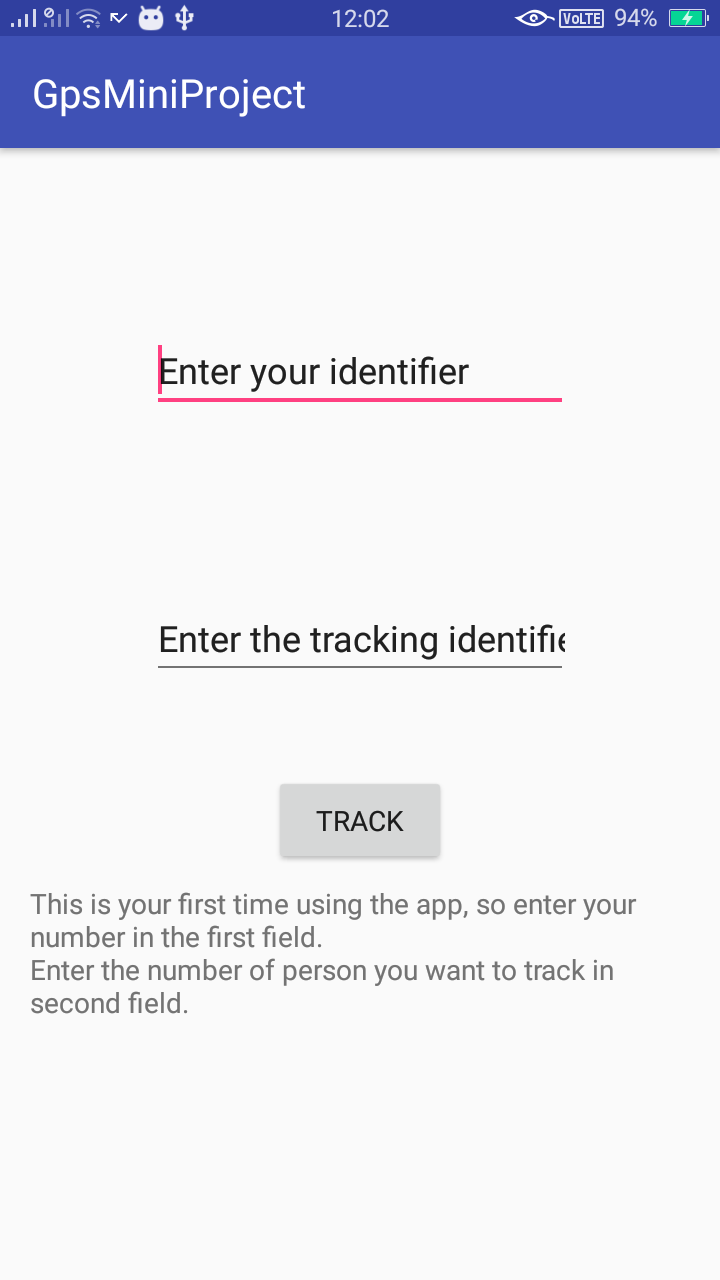 12:02 VoLTE 94%
GpsMiniProject
Enter your identifier
Enter the tracking identifie
TRACK
This is your first time using the app, so enter your
number in the first field.
Enter the number of person you want to track in
second field.